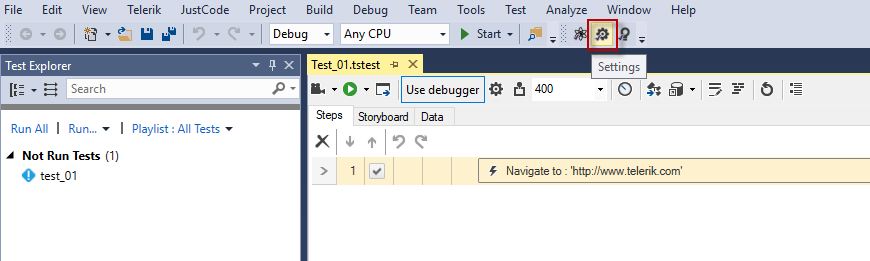 File View Telerik JustCode Project Build Debug Team Tools Test Analyze Window Help
Debug Any CPU Start
Settings
Test Explorer
Test_01.tstest
Search
Use debugger 400
Steps Storyboard Data
Run All Run... Playlist : All Tests
Not Run Tests (1)
test_01
1 Navigate to : 'http://www.telerik.com'